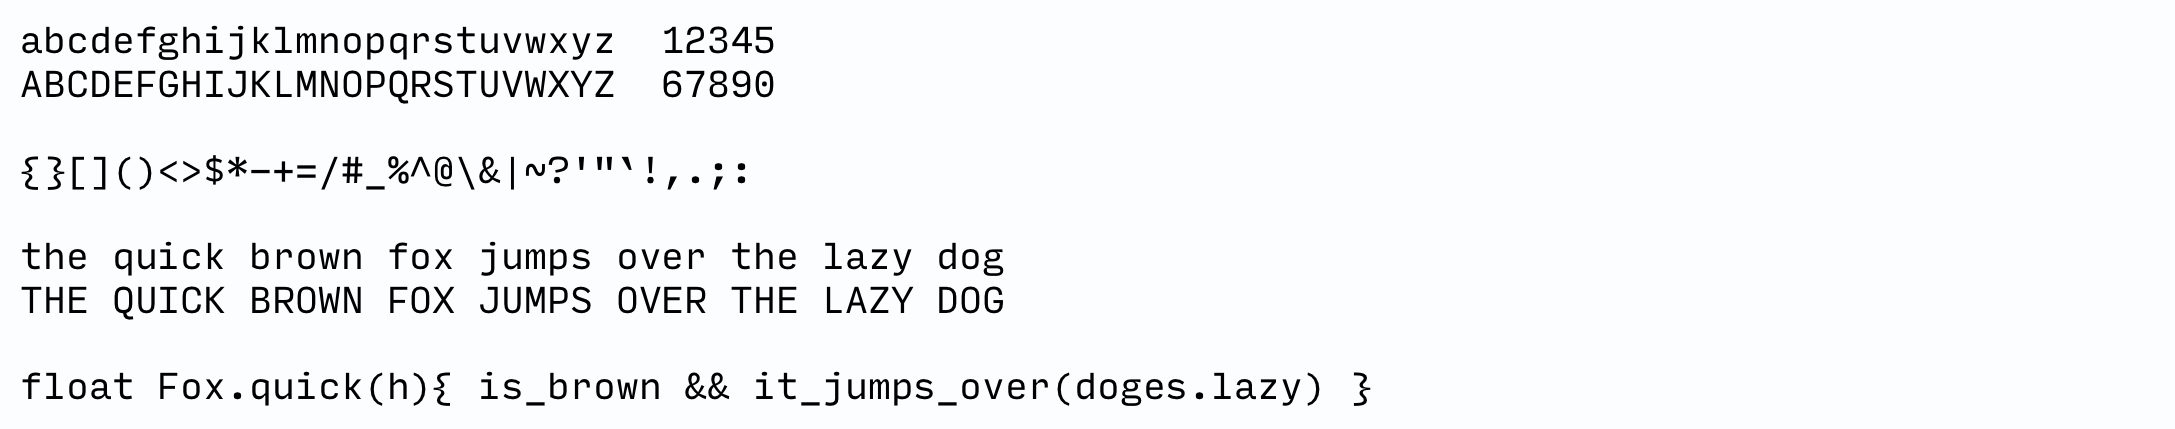 abcdefghijklmnopqrstuvwxyz  12345
ABCDEFGHIJKLMNOPQRSTUVWXYZ  67890
{}[]()<>$*-+=/#_%^@\&|~?'"`!,.;:
the quick brown fox jumps over the lazy dog
THE QUICK BROWN FOX JUMPS OVER THE LAZY DOG
float Fox.quick(h){ is_brown && it_jumps_over(doges.lazy) }